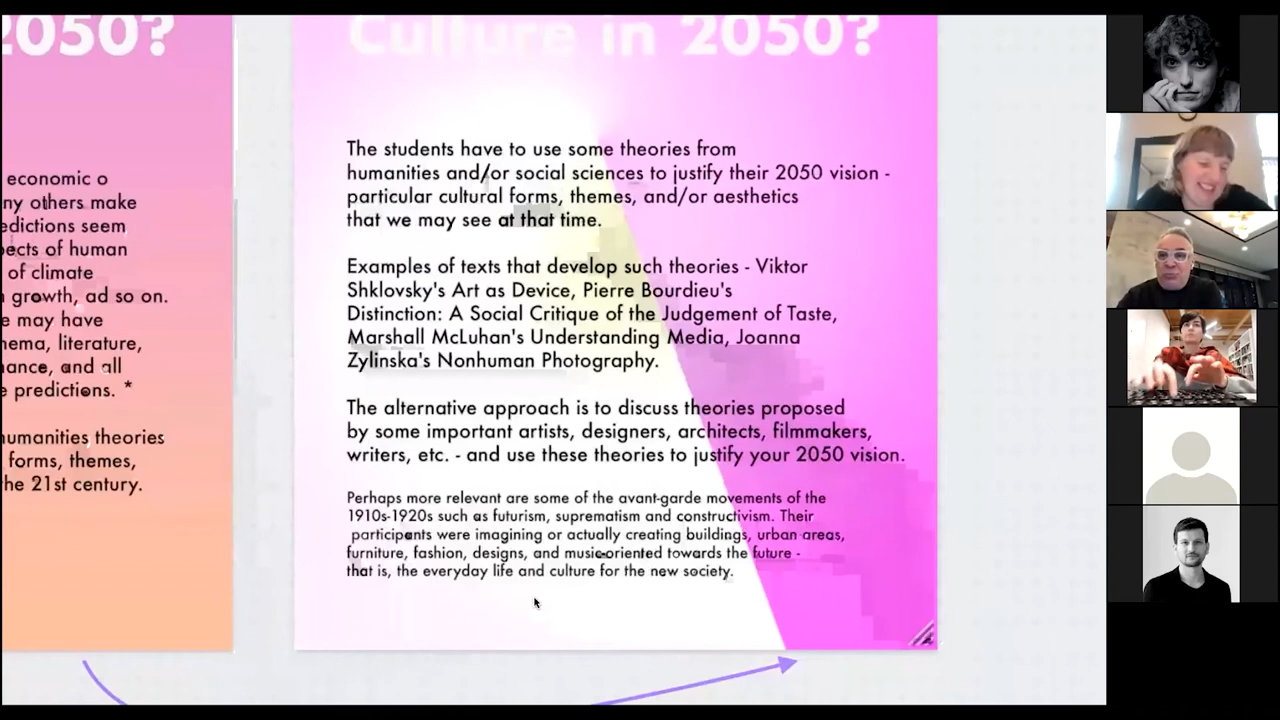 2050?
economic o
ny others make
edictions seem
pects of human
of climate
growth, ad so on.
e may have
nema, literature,
nance, and all
e predictions. *
humanities theories
forms, themes,
he 21st century.
Culture in 2050?
The students have to use some theories from
humanities and/or social sciences to justify their 2050 vision -
particular cultural forms, themes, and/or aesthetics
that we may see at that time.
Examples of texts that develop such theories - Viktor
Shklovsky's Art as Device, Pierre Bourdieu's
Distinction: A Social Critique of the Judgement of Taste,
Marshall McLuhan's Understanding Media, Joanna
Zylinska's Nonhuman Photography.
The alternative approach is to discuss theories proposed
by some important artists, designers, architects, filmmakers,
writers, etc. - and use these theories to justify your 2050 vision.
Perhaps more relevant are some of the avant-garde movements of the
1910s-1920s such as futurism, suprematism and constructivism. Their
participants were imagining or actually creating buildings, urban areas,
furniture, fashion, designs, and music-oriented towards the future -
that is, the everyday life and culture for the new society.